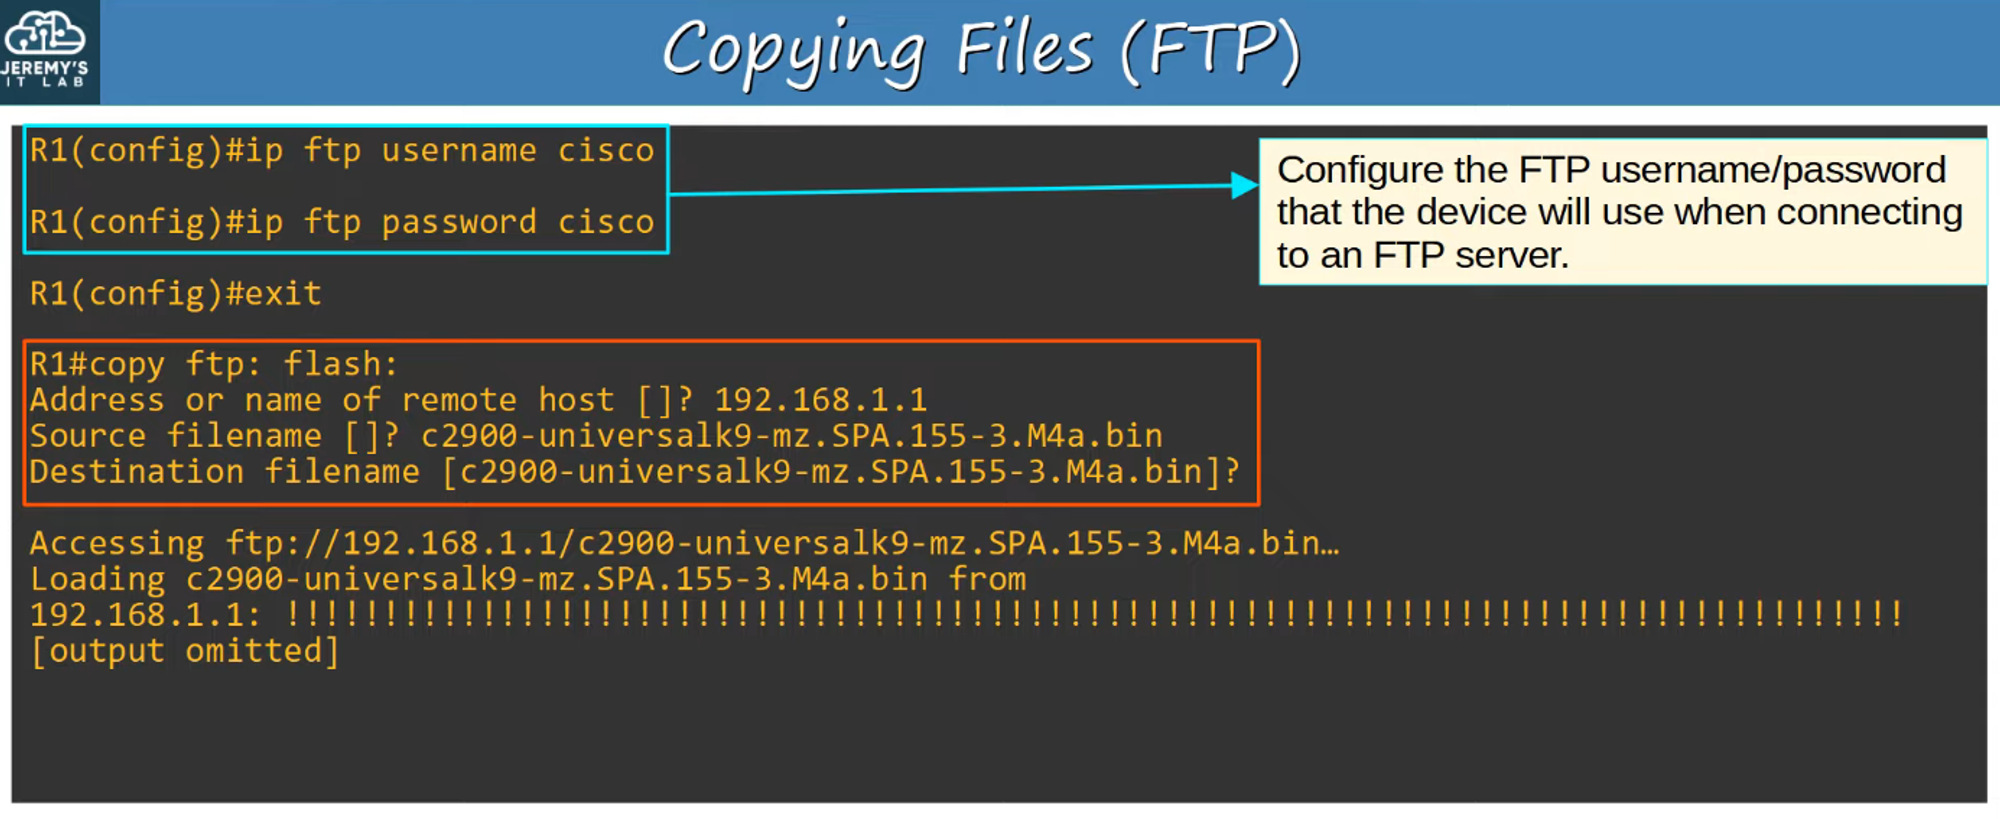 JEREMY'S
IT LAB
Copying Files (FTP)
R1(config)#ip ftp username cisco
R1(config)#ip ftp password cisco
Configure the FTP username/password
that the device will use when connecting
to an FTP server.
R1(config)#exit
R1#copy ftp: flash:
Address or name of remote host []? 192.168.1.1
Source filename []? c2900-universalk9-mz.SPA.155-3.M4a.bin
Destination filename [c2900-universalk9-mz.SPA.155-3.M4a.bin]?
Accessing ftp://192.168.1.1/c2900-universalk9-mz.SPA.155-3.M4a.bin…
Loading c2900-universalk9-mz.SPA.155-3.M4a.bin from
192.168.1.1: !!!!!!!!!!!!!!!!!!!!!!!!!!!!!!!!!!!!!!!!!!!!!!!!!!!!!!!!!!!!!!!!!!!!!!!!!!!!!!!!!!!
[output omitted]